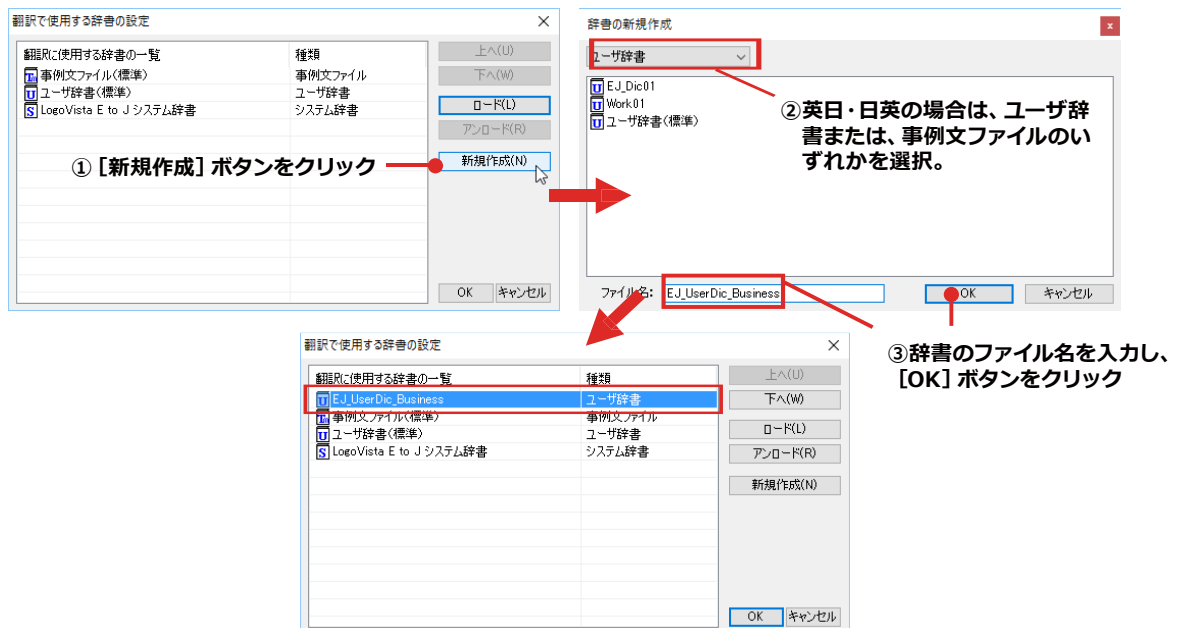 翻訳で使用する辞書の設定
翻訳に使用する辞書の一覧 種類
事例文ファイル(標準) 事例文ファイル
ユーザ辞書(標準) ユーザ辞書
LogoVista E to J システム辞書 システム辞書
上へ(U)
下へ(W)
ロード(L)
アンロード(R)
新規作成(N)
①［新規作成］ボタンをクリック
OK キャンセル
辞書の新規作成
ユーザ辞書
EJ_Dic01
Work01
ユーザ辞書(標準)
②英日・日英の場合は、ユーザ辞
書または、事例文ファイルのい
ずれかを選択。
ファイル名: EJ_UserDic_Business
OK キャンセル
③辞書のファイル名を入力し、
［OK］ボタンをクリック
翻訳で使用する辞書の設定
翻訳に使用する辞書の一覧 種類
EJ_UserDic_Business ユーザ辞書
事例文ファイル(標準) 事例文ファイル
ユーザ辞書(標準) ユーザ辞書
LogoVista E to J システム辞書 システム辞書
上へ(U)
下へ(W)
ロード(L)
アンロード(R)
新規作成(N)
OK キャンセル